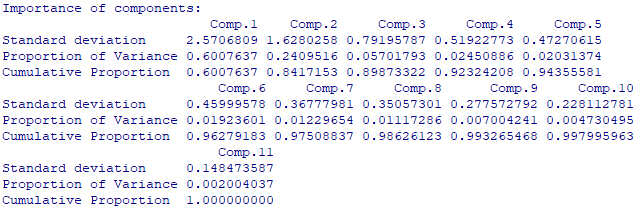 Importance of components:
Comp.1 Comp.2 Comp.3 Comp.4 Comp.5
Standard deviation 2.5706809 1.6280258 0.79195787 0.51922773 0.47270615
Proportion of Variance 0.6007637 0.2409516 0.05701793 0.02450886 0.02031374
Cumulative Proportion 0.6007637 0.8417153 0.89873322 0.92324208 0.94355581
Comp.6 Comp.7 Comp.8 Comp.9 Comp.10
Standard deviation 0.45999578 0.36777981 0.35057301 0.277572792 0.228112781
Proportion of Variance 0.01923601 0.01229654 0.01117286 0.007004241 0.004730495
Cumulative Proportion 0.96279183 0.97508837 0.98626123 0.993265468 0.997995963
Comp.11
Standard deviation 0.148473587
Proportion of Variance 0.002004037
Cumulative Proportion 1.000000000